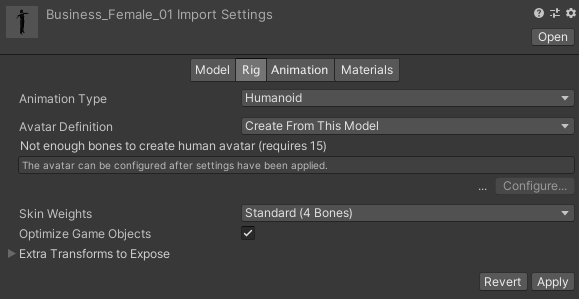 Business_Female_01 Import Settings
Open
Model Rig Animation Materials
Animation Type Humanoid
Avatar Definition Create From This Model
Not enough bones to create human avatar (requires 15)
The avatar can be configured after settings have been applied.
... Configure...
Skin Weights Standard (4 Bones)
Optimize Game Objects
Extra Transforms to Expose
Revert Apply